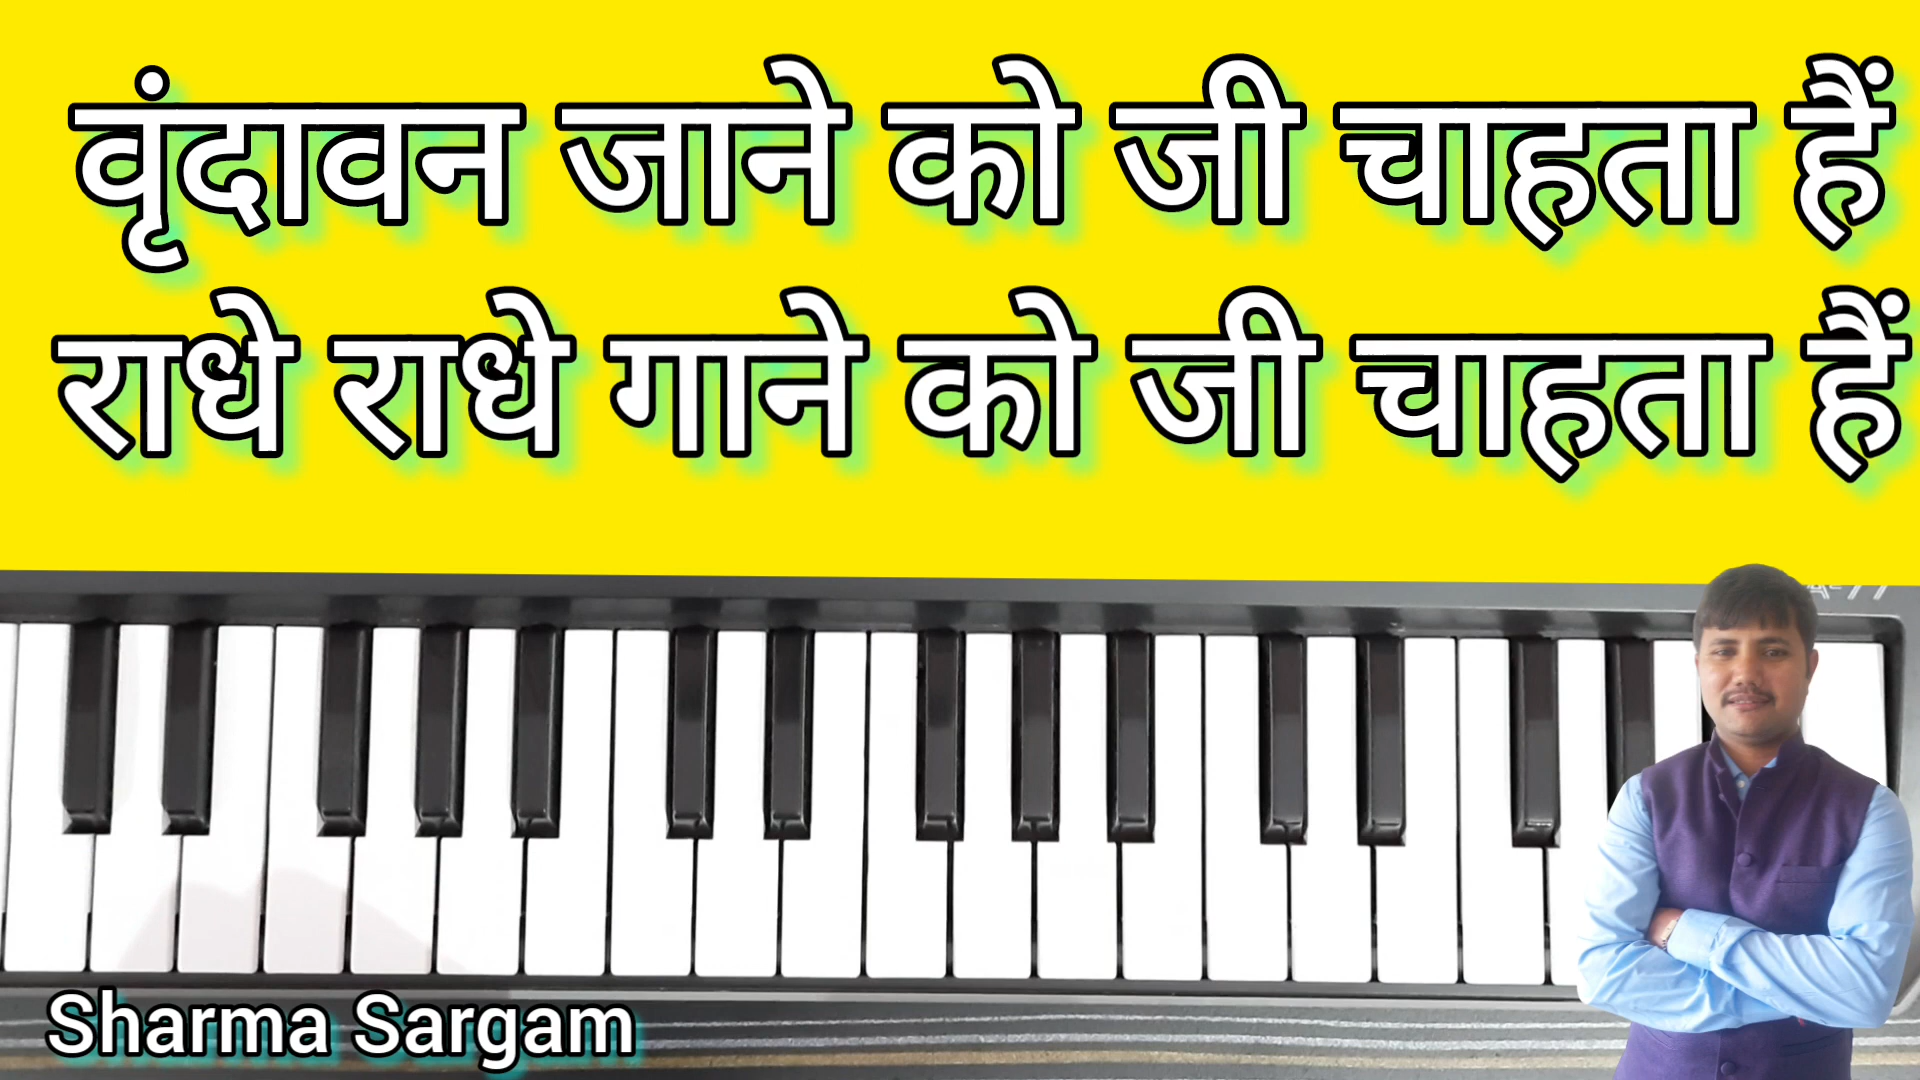 वृंदावन जाने को जी चाहता हैं
राधे राधे गाने को जी चाहता हैं
Sharma Sargam